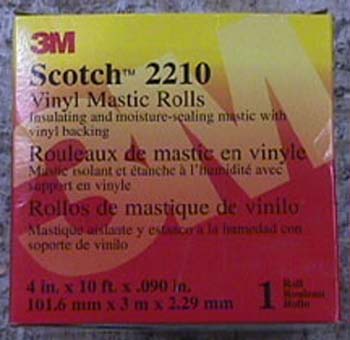 3M
Scotch™ 2210
Vinyl Mastic Rolls
Insulating and moisture-sealing mastic with
vinyl backing
Rouleaux de mastic en vinyle
Mastic isolant et étanche à l'humidité avec
support en vinyle
Rollos de mastique de vinilo
Mastique aislante y estanco a la humedad con
soporte de vinilo
4 in. x 10 ft. x .090 in.
101.6 mm x 3 m x 2.29 mm
1 Roll
Rouleau
Rollo
3M